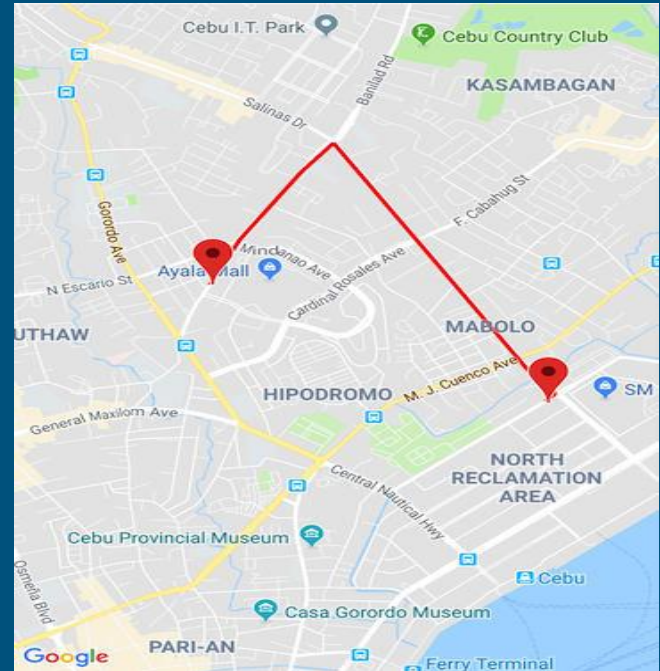 Cebu I.T. Park
Cebu Country Club
Banilad Rd
KASAMBAGAN
Salinas Dr
Gorordo Ave
F. Cabahug St
Mindanao Ave
Ayala Mall
N Escario St
Cardinal Rosales Ave
UTHAW
MABOLO
M. J. Cuenco Ave
SM
HIPODROMO
General Maxilom Ave
NORTH
RECLAMATION
AREA
Central Nautical Hwy
Cebu Provincial Museum
Cebu
Osmeña Blvd
Casa Gorordo Museum
PARI-AN
Google
Ferry Terminal